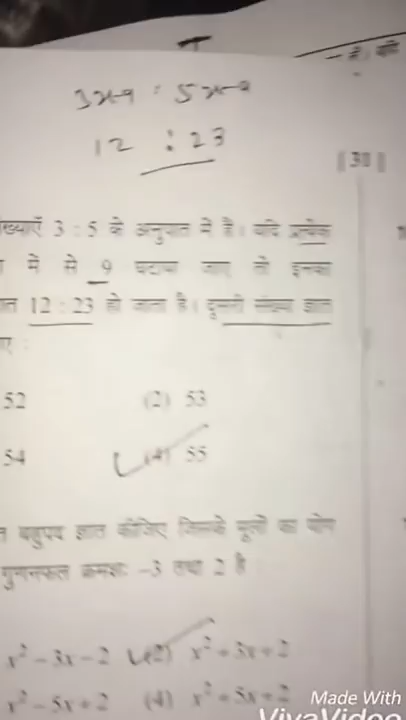 3x-9 : 5x-9
12 : 23
ख्याएँ 3 : 5 के अनुपात में है। यदि प्रत्येक
में से 9 घटाया जाए तो इनका
त 12 : 23 हो जाता है। दूसरी संख्या ज्ञात
52 (2) 53
54 (4) 55
बहुपद ज्ञात कीजिए जिसके मूलों का योग
गुणनफल क्रमशः -3 तथा 2 है
x² - 3x - 2 (2) x² + 3x + 2
x² - 5x + 2 (4) x² + 5x + 2
Made With
VivaVideo